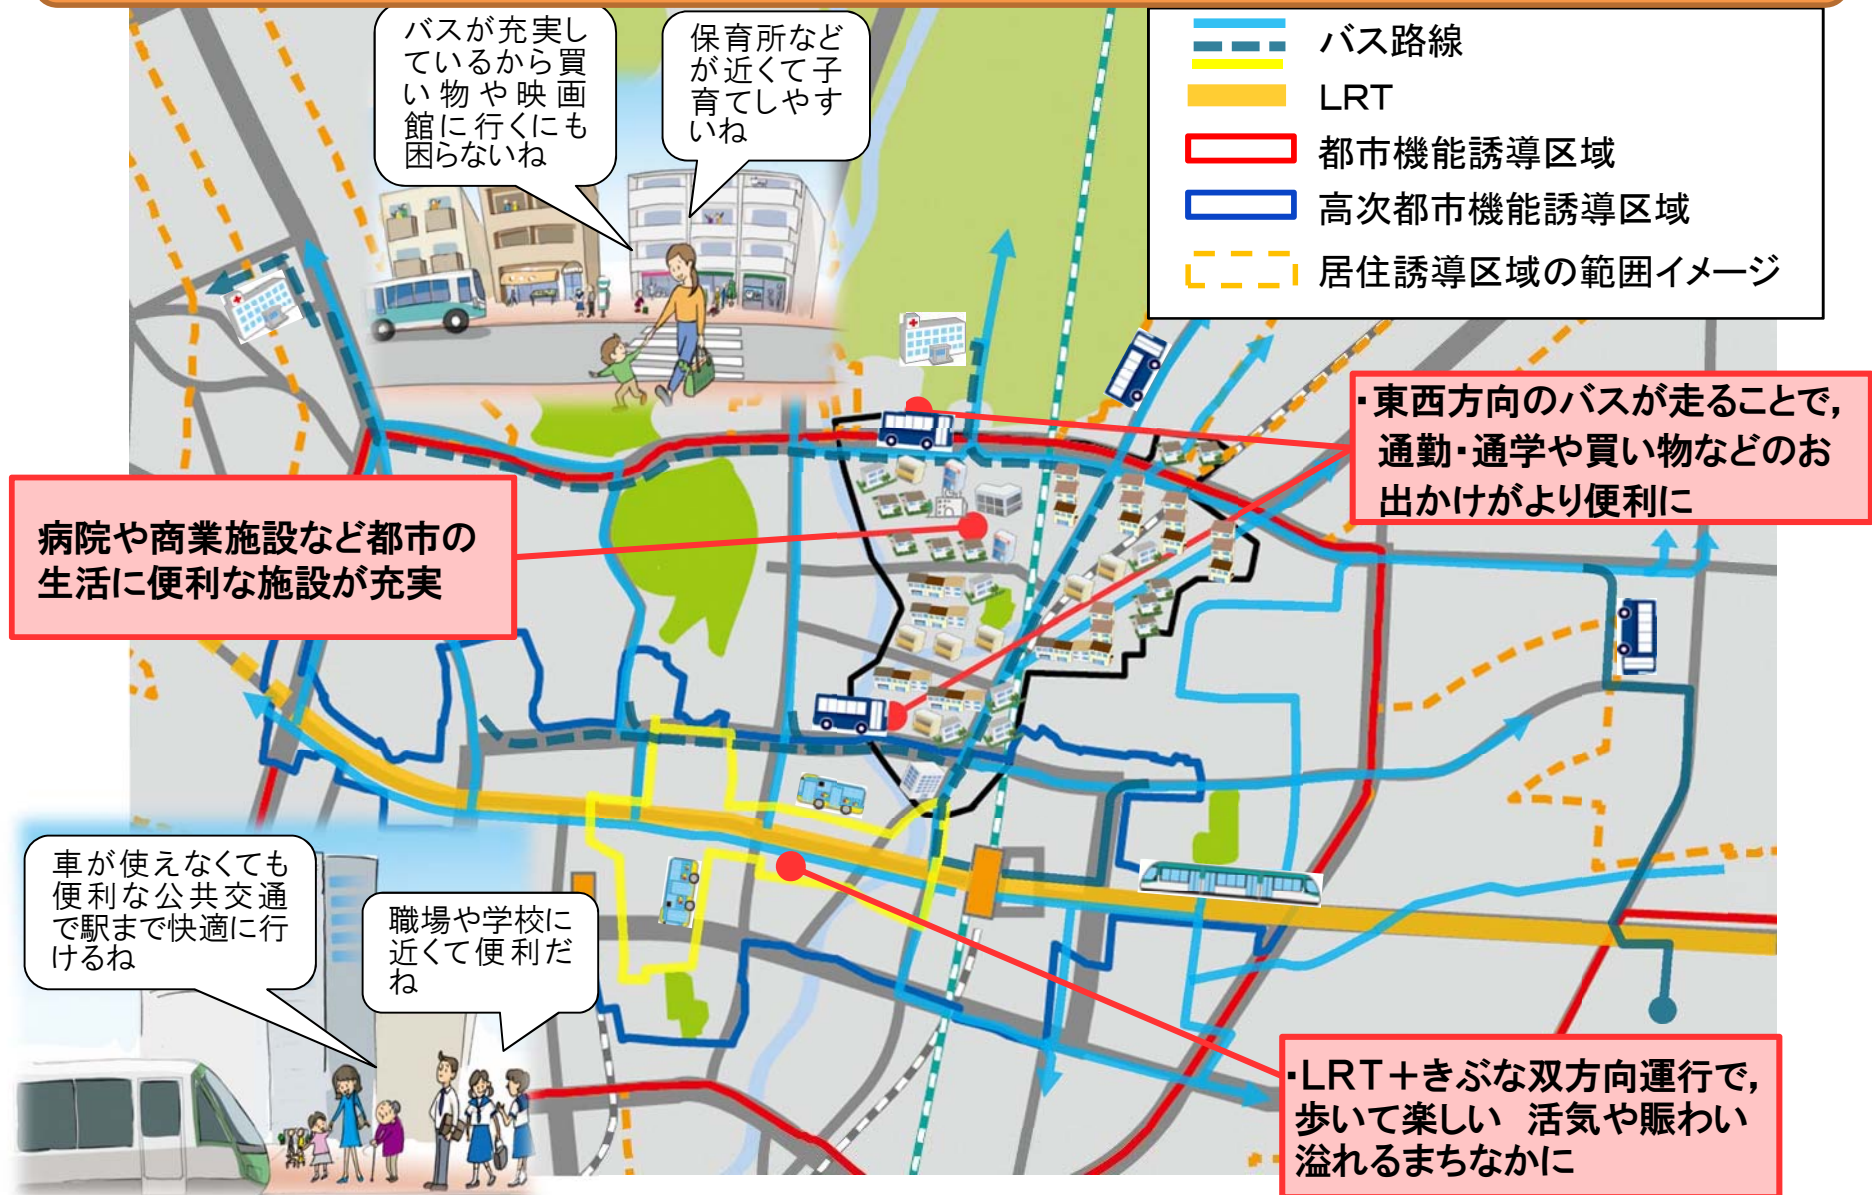 バスが充実し
ているから買
い物や映画
館に行くにも
困らないね
保育所など
が近くて子
育てしやす
いね
バス路線
LRT
都市機能誘導区域
高次都市機能誘導区域
居住誘導区域の範囲イメージ
・東西方向のバスが走ることで,
通勤・通学や買い物などのお
出かけがより便利に
病院や商業施設など都市の
生活に便利な施設が充実
車が使えなくても
便利な公共交通
で駅まで快適に行
けるね
職場や学校に
近くて便利だ
ね
・LRT+きぶな双方向運行で,
歩いて楽しい 活気や賑わい
溢れるまちなかに